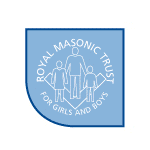 ROYAL MASONIC TRUST
FOR GIRLS AND BOYS